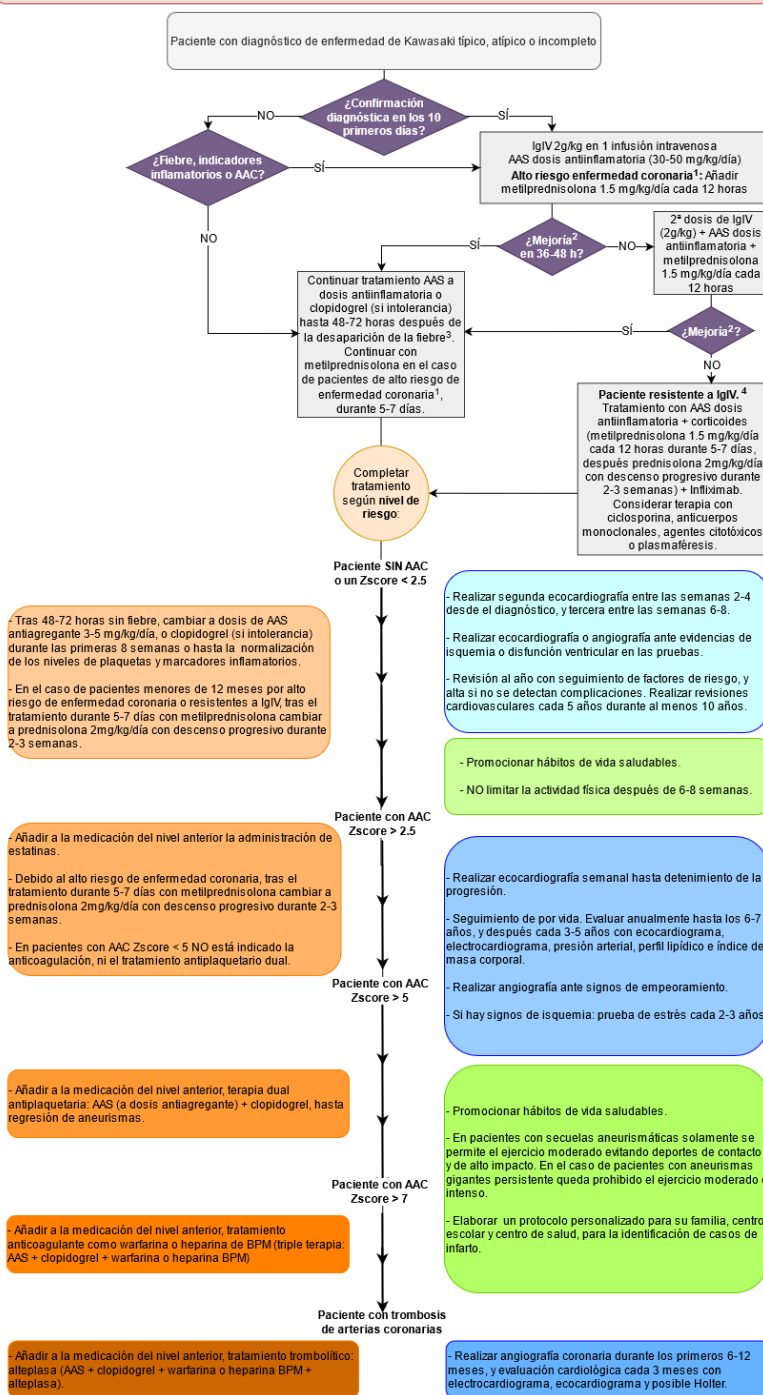 Paciente con diagnóstico de enfermedad de Kawasaki típico, atípico o incompleto
¿Confirmación
diagnóstica en los 10
primeros días?
NO
SÍ
¿Fiebre, indicadores
inflamatorios o AAC?
SÍ
NO
IgIV 2g/kg en 1 infusión intravenosa
AAS dosis antiinflamatoria (30-50 mg/kg/día)
Alto riesgo enfermedad coronaria1: Añadir
metilprednisolona 1.5 mg/kg/día cada 12 horas
¿Mejoría2
en 36-48 h?
SÍ
NO
2ª dosis de IgIV
(2g/kg) + AAS dosis
antiinflamatoria +
metilprednisolona
1.5 mg/kg/día cada
12 horas
¿Mejoría2?
SÍ
NO
Continuar tratamiento AAS a
dosis antiinflamatoria o
clopidogrel (si intolerancia)
hasta 48-72 horas después de
la desaparición de la fiebre3.
Continuar con
metilprednisolona en el caso
de pacientes de alto riesgo de
enfermedad coronaria1,
durante 5-7 días.
Paciente resistente a IgIV. 4
Tratamiento con AAS dosis
antiinflamatoria + corticoides
(metilprednisolona 1.5 mg/kg/día
cada 12 horas durante 5-7 días,
después prednisolona 2mg/kg/día
con descenso progresivo durante
2-3 semanas) + Infliximab.
Considerar terapia con
ciclosporina, anticuerpos
monoclonales, agentes citotóxicos
o plasmaféresis.
Completar
tratamiento
según nivel de
riesgo:
Paciente SIN AAC
o un Zscore < 2.5
- Tras 48-72 horas sin fiebre, cambiar a dosis de AAS
antiagregante 3-5 mg/kg/día, o clopidogrel (si intolerancia)
durante las primeras 8 semanas o hasta la normalización
de los niveles de plaquetas y marcadores inflamatorios.
- En el caso de pacientes menores de 12 meses por alto
riesgo de enfermedad coronaria o resistentes a IgIV, tras el
tratamiento durante 5-7 días con metilprednisolona cambiar
a prednisolona 2mg/kg/día con descenso progresivo durante
2-3 semanas.
- Realizar segunda ecocardiografía entre las semanas 2-4
desde el diagnóstico, y tercera entre las semanas 6-8.
- Realizar ecocardiografía o angiografía ante evidencias de
isquemia o disfunción ventricular en las pruebas.
- Revisión al año con seguimiento de factores de riesgo, y
alta si no se detectan complicaciones. Realizar revisiones
cardiovasculares cada 5 años durante al menos 10 años.
- Promocionar hábitos de vida saludables.
- NO limitar la actividad física después de 6-8 semanas.
Paciente con AAC
Zscore > 2.5
- Añadir a la medicación del nivel anterior la administración de
estatinas.
- Debido al alto riesgo de enfermedad coronaria, tras el
tratamiento durante 5-7 días con metilprednisolona cambiar a
prednisolona 2mg/kg/día con descenso progresivo durante 2-3
semanas.
- En pacientes con AAC Zscore < 5 NO está indicado la
anticoagulación, ni el tratamiento antiplaquetario dual.
- Realizar ecocardiografía semanal hasta detenimiento de la
progresión.
- Seguimiento de por vida. Evaluar anualmente hasta los 6-7
años, y después cada 3-5 años con ecocardiograma,
electrocardiograma, presión arterial, perfil lipídico e índice de
masa corporal.
- Realizar angiografía ante signos de empeoramiento.
- Si hay signos de isquemia: prueba de estrés cada 2-3 años
Paciente con AAC
Zscore > 5
- Añadir a la medicación del nivel anterior, terapia dual
antiplaquetaria: AAS (a dosis antiagregante) + clopidogrel, hasta
regresión de aneurismas.
- Promocionar hábitos de vida saludables.
- En pacientes con secuelas aneurismáticas solamente se
permite el ejercicio moderado evitando deportes de contacto
y de alto impacto. En el caso de pacientes con aneurismas
gigantes persistente queda prohibido el ejercicio moderado
intenso.
- Elaborar un protocolo personalizado para su familia, centro
escolar y centro de salud, para la identificación de casos de
infarto.
Paciente con AAC
Zscore > 7
- Añadir a la medicación del nivel anterior, tratamiento
anticoagulante como warfarina o heparina de BPM (triple terapia:
AAS + clopidogrel + warfarina o heparina BPM)
Paciente con trombosis
de arterias coronarias
- Añadir a la medicación del nivel anterior, tratamiento trombolítico:
alteplasa (AAS + clopidogrel + warfarina o heparina BPM +
alteplasa).
- Realizar angiografía coronaria durante los primeros 6-12
meses, y evaluación cardiológica cada 3 meses con
electrocardiograma, ecocardiograma y posible Holter.